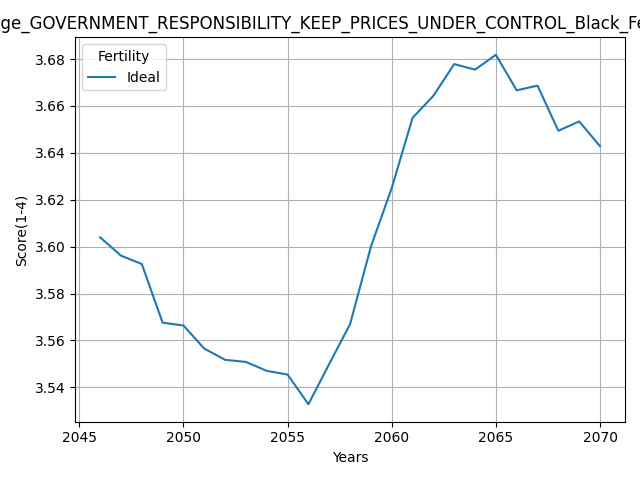 ge_GOVERNMENT_RESPONSIBILITY_KEEP_PRICES_UNDER_CONTROL_Black_Fe
Fertility
Ideal
3.68
3.66
3.64
3.62
3.60
3.58
3.56
3.54
Score(1-4)
2045 2050 2055 2060 2065 2070
Years